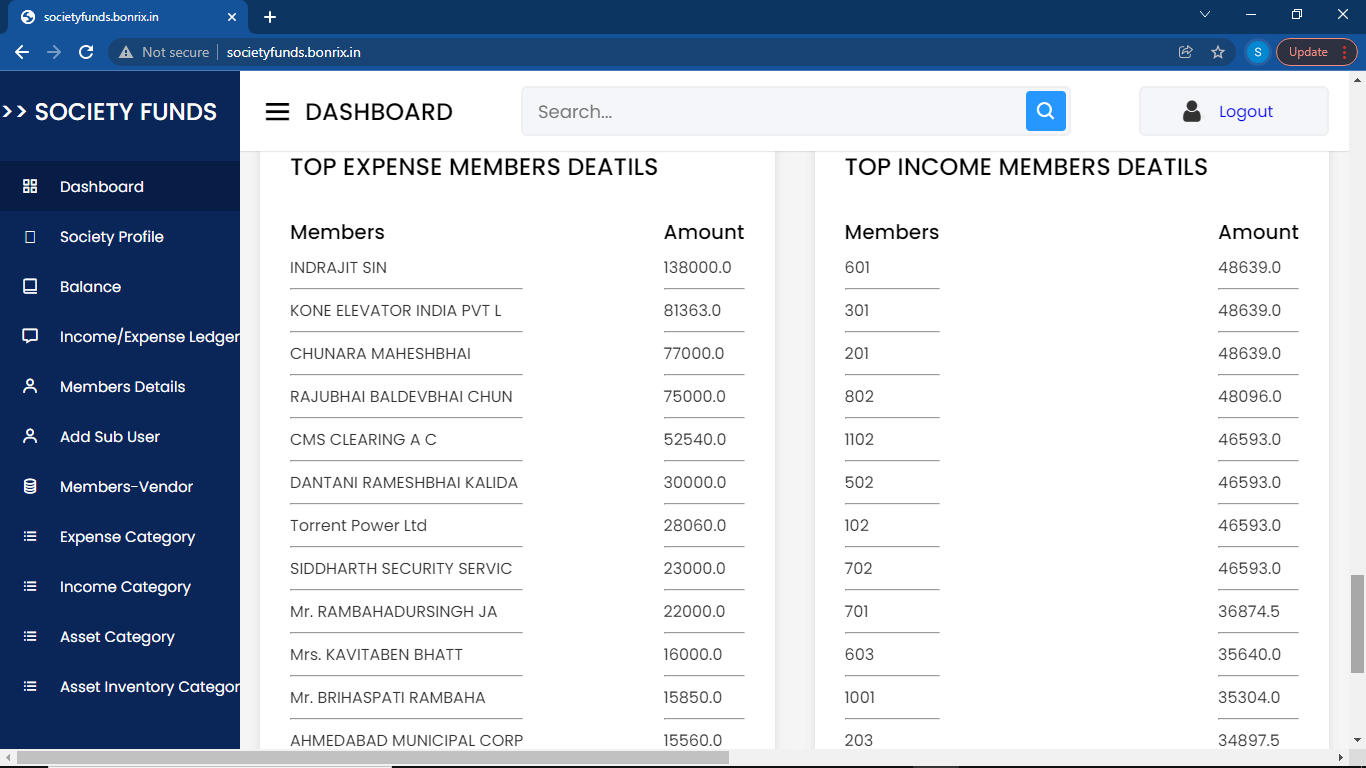 societyfunds.bonrix.in
Not secure societyfunds.bonrix.in S Update
>> SOCIETY FUNDS
Dashboard
Society Profile
Balance
Income/Expense Ledger
Members Details
Add Sub User
Members-Vendor
Expense Category
Income Category
Asset Category
Asset Inventory Categor
DASHBOARD Search... Logout
TOP EXPENSE MEMBERS DEATILS
Members Amount
INDRAJIT SIN 138000.0
KONE ELEVATOR INDIA PVT L 81363.0
CHUNARA MAHESHBHAI 77000.0
RAJUBHAI BALDEVBHAI CHUN 75000.0
CMS CLEARING A C 52540.0
DANTANI RAMESHBHAI KALIDA 30000.0
Torrent Power Ltd 28060.0
SIDDHARTH SECURITY SERVIC 23000.0
Mr. RAMBAHADURSINGH JA 22000.0
Mrs. KAVITABEN BHATT 16000.0
Mr. BRIHASPATI RAMBAHA 15850.0
AHMEDABAD MUNICIPAL CORP 15560.0
TOP INCOME MEMBERS DEATILS
Members Amount
601 48639.0
301 48639.0
201 48639.0
802 48096.0
1102 46593.0
502 46593.0
102 46593.0
702 46593.0
701 36874.5
603 35640.0
1001 35304.0
203 34897.5